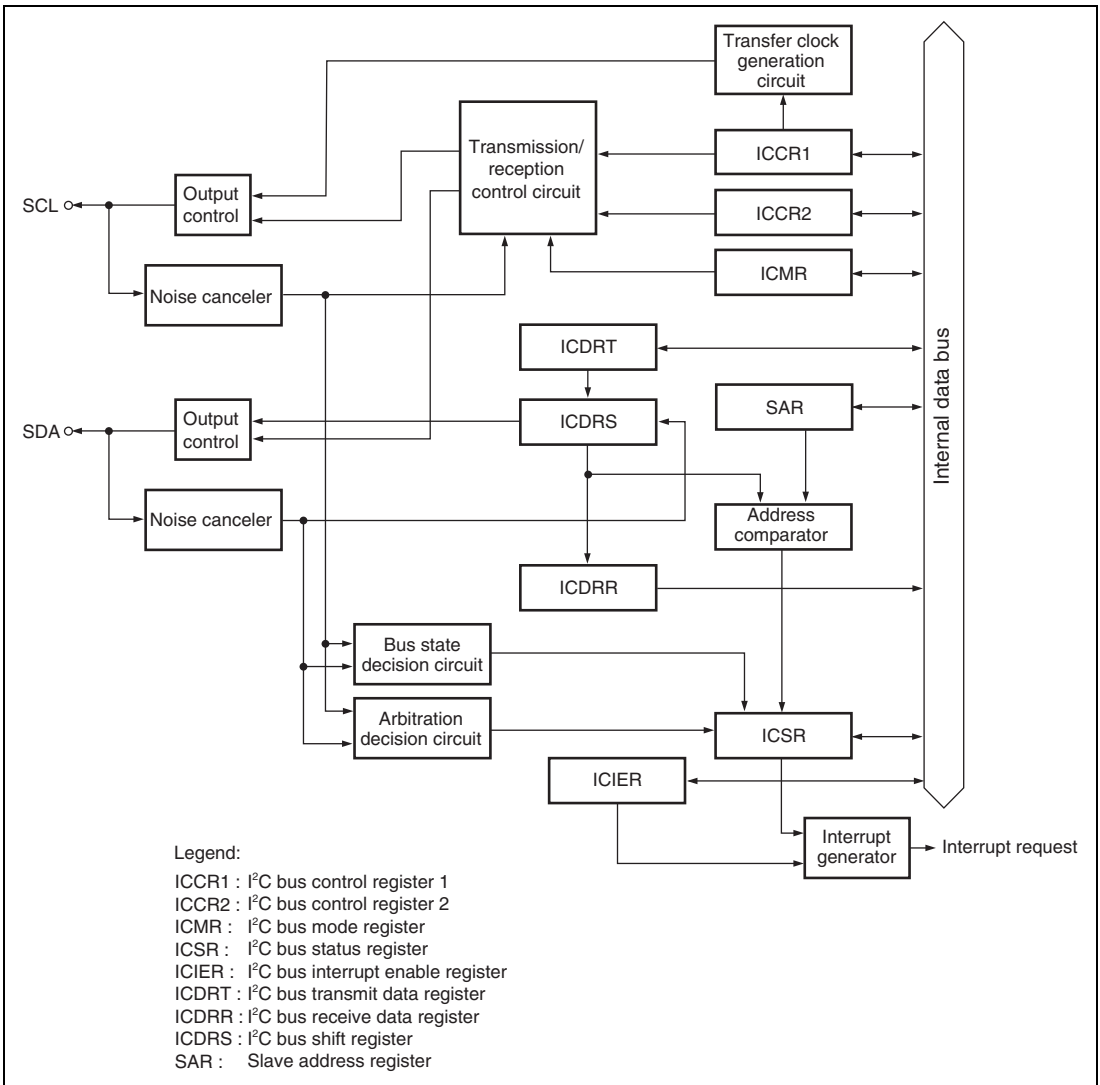 Transfer clock
generation
circuit
Transmission/
reception
control circuit
ICCR1
SCL
Output
control
ICCR2
ICMR
Noise canceler
ICDRT
Internal data bus
SDA
Output
control
ICDRS
SAR
Noise canceler
Address
comparator
ICDRR
Bus state
decision circuit
Arbitration
decision circuit
ICSR
ICIER
Interrupt
generator
Interrupt request
Legend:
ICCR1 : I²C bus control register 1
ICCR2 : I²C bus control register 2
ICMR : I²C bus mode register
ICSR : I²C bus status register
ICIER : I²C bus interrupt enable register
ICDRT : I²C bus transmit data register
ICDRR : I²C bus receive data register
ICDRS : I²C bus shift register
SAR : Slave address register